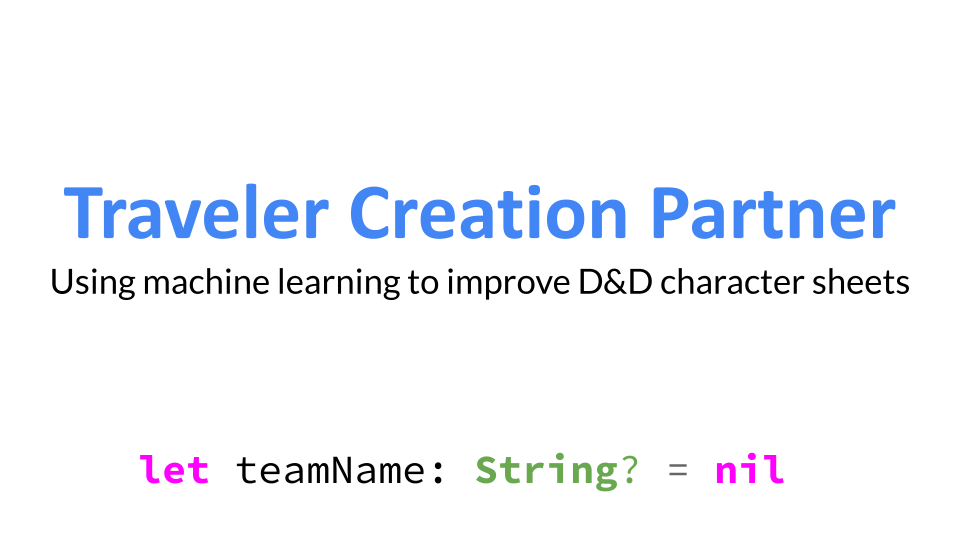 Traveler Creation Partner
Using machine learning to improve D&D character sheets
let teamName: String? = nil